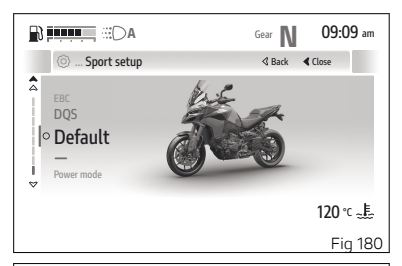 A Gear N 09:09 am
... Sport setup Back Close
EBC
DQS
Default
—
Power mode
120 °C
Fig 180